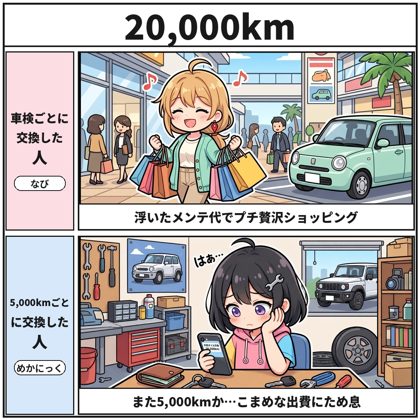 20,000km
車検ごとに
交換した
人
なび
浮いたメンテ代でプチ贅沢ショッピング
5,000kmごと
に交換した
人
めかにっく
はぁ…
また5,000kmか…こまめな出費にため息